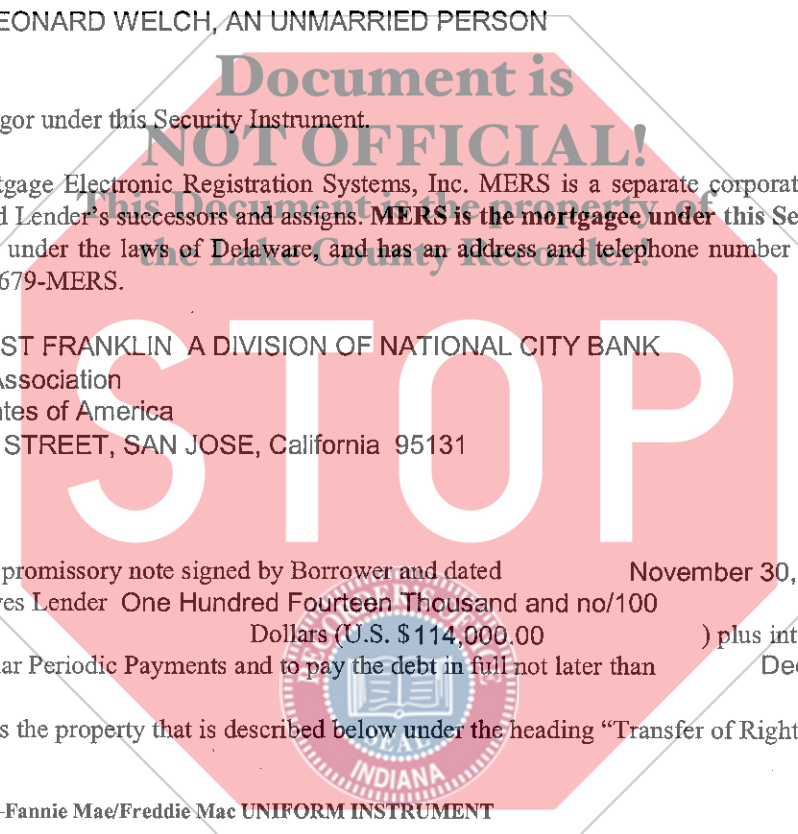 EONARD WELCH, AN UNMARRIED PERSON
Document is
gor under this Security Instrument.
NOT OFFICIAL!
tgage Electronic Registration Systems, Inc. MERS is a separate corporat
This Document is the property of
d Lender's successors and assigns. MERS is the mortgagee under this Se
the Lake County Recorder!
under the laws of Delaware, and has an address and telephone number
679-MERS.
STOP
ST FRANKLIN A DIVISION OF NATIONAL CITY BANK
Association
tes of America
STREET, SAN JOSE, California 95131
promissory note signed by Borrower and dated November 30,
es Lender One Hundred Fourteen Thousand and no/100
Dollars (U.S. $114,000.00 ) plus int
ar Periodic Payments and to pay the debt in full not later than Dec
RECORDER'S OFFICE
SEAL
INDIANA
s the property that is described below under the heading “Transfer of Right
-Fannie Mae/Freddie Mac UNIFORM INSTRUMENT